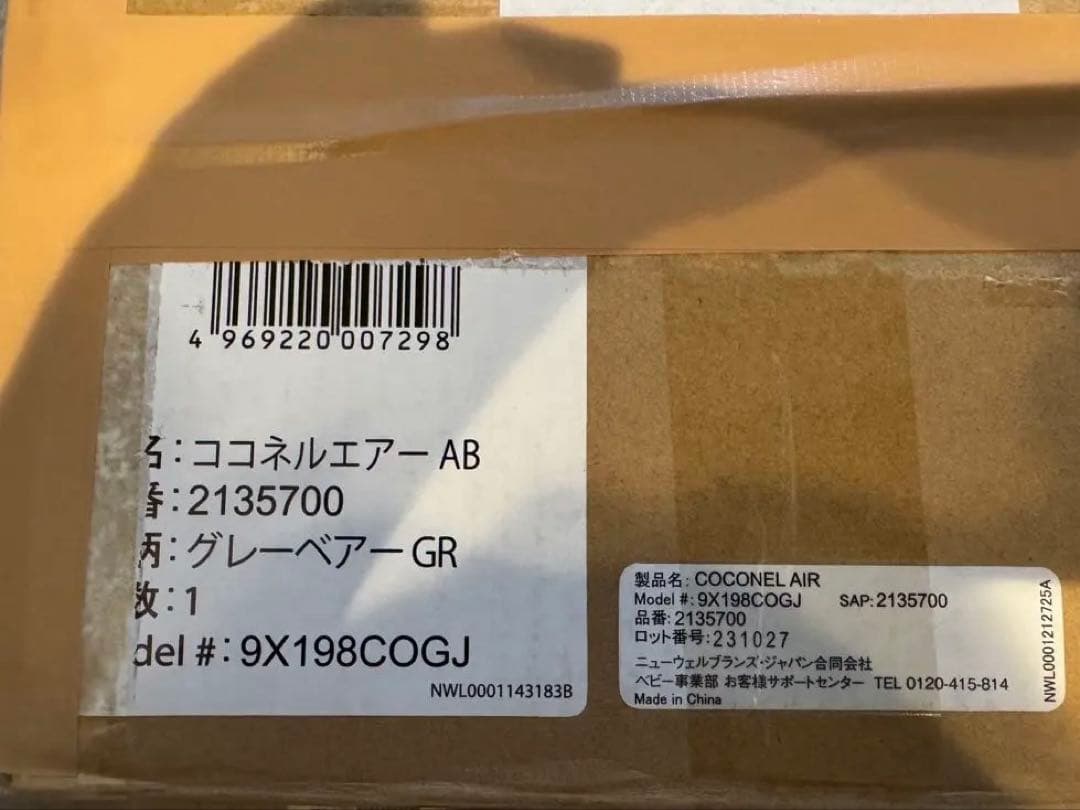 4 969220 007298
名：ココネルエアー AB
番：2135700
柄：グレーベアー GR
数：1
del #：9X198COGJ
NWL0001143183B
製品名: COCONEL AIR
Model #: 9X198COGJ SAP: 2135700
品番: 2135700
ロット番号: 231027
ニューウェルブランズ・ジャパン合同会社
ベビー事業部 お客様サポートセンター TEL 0120-415-814
Made in China
NWL0001212725A